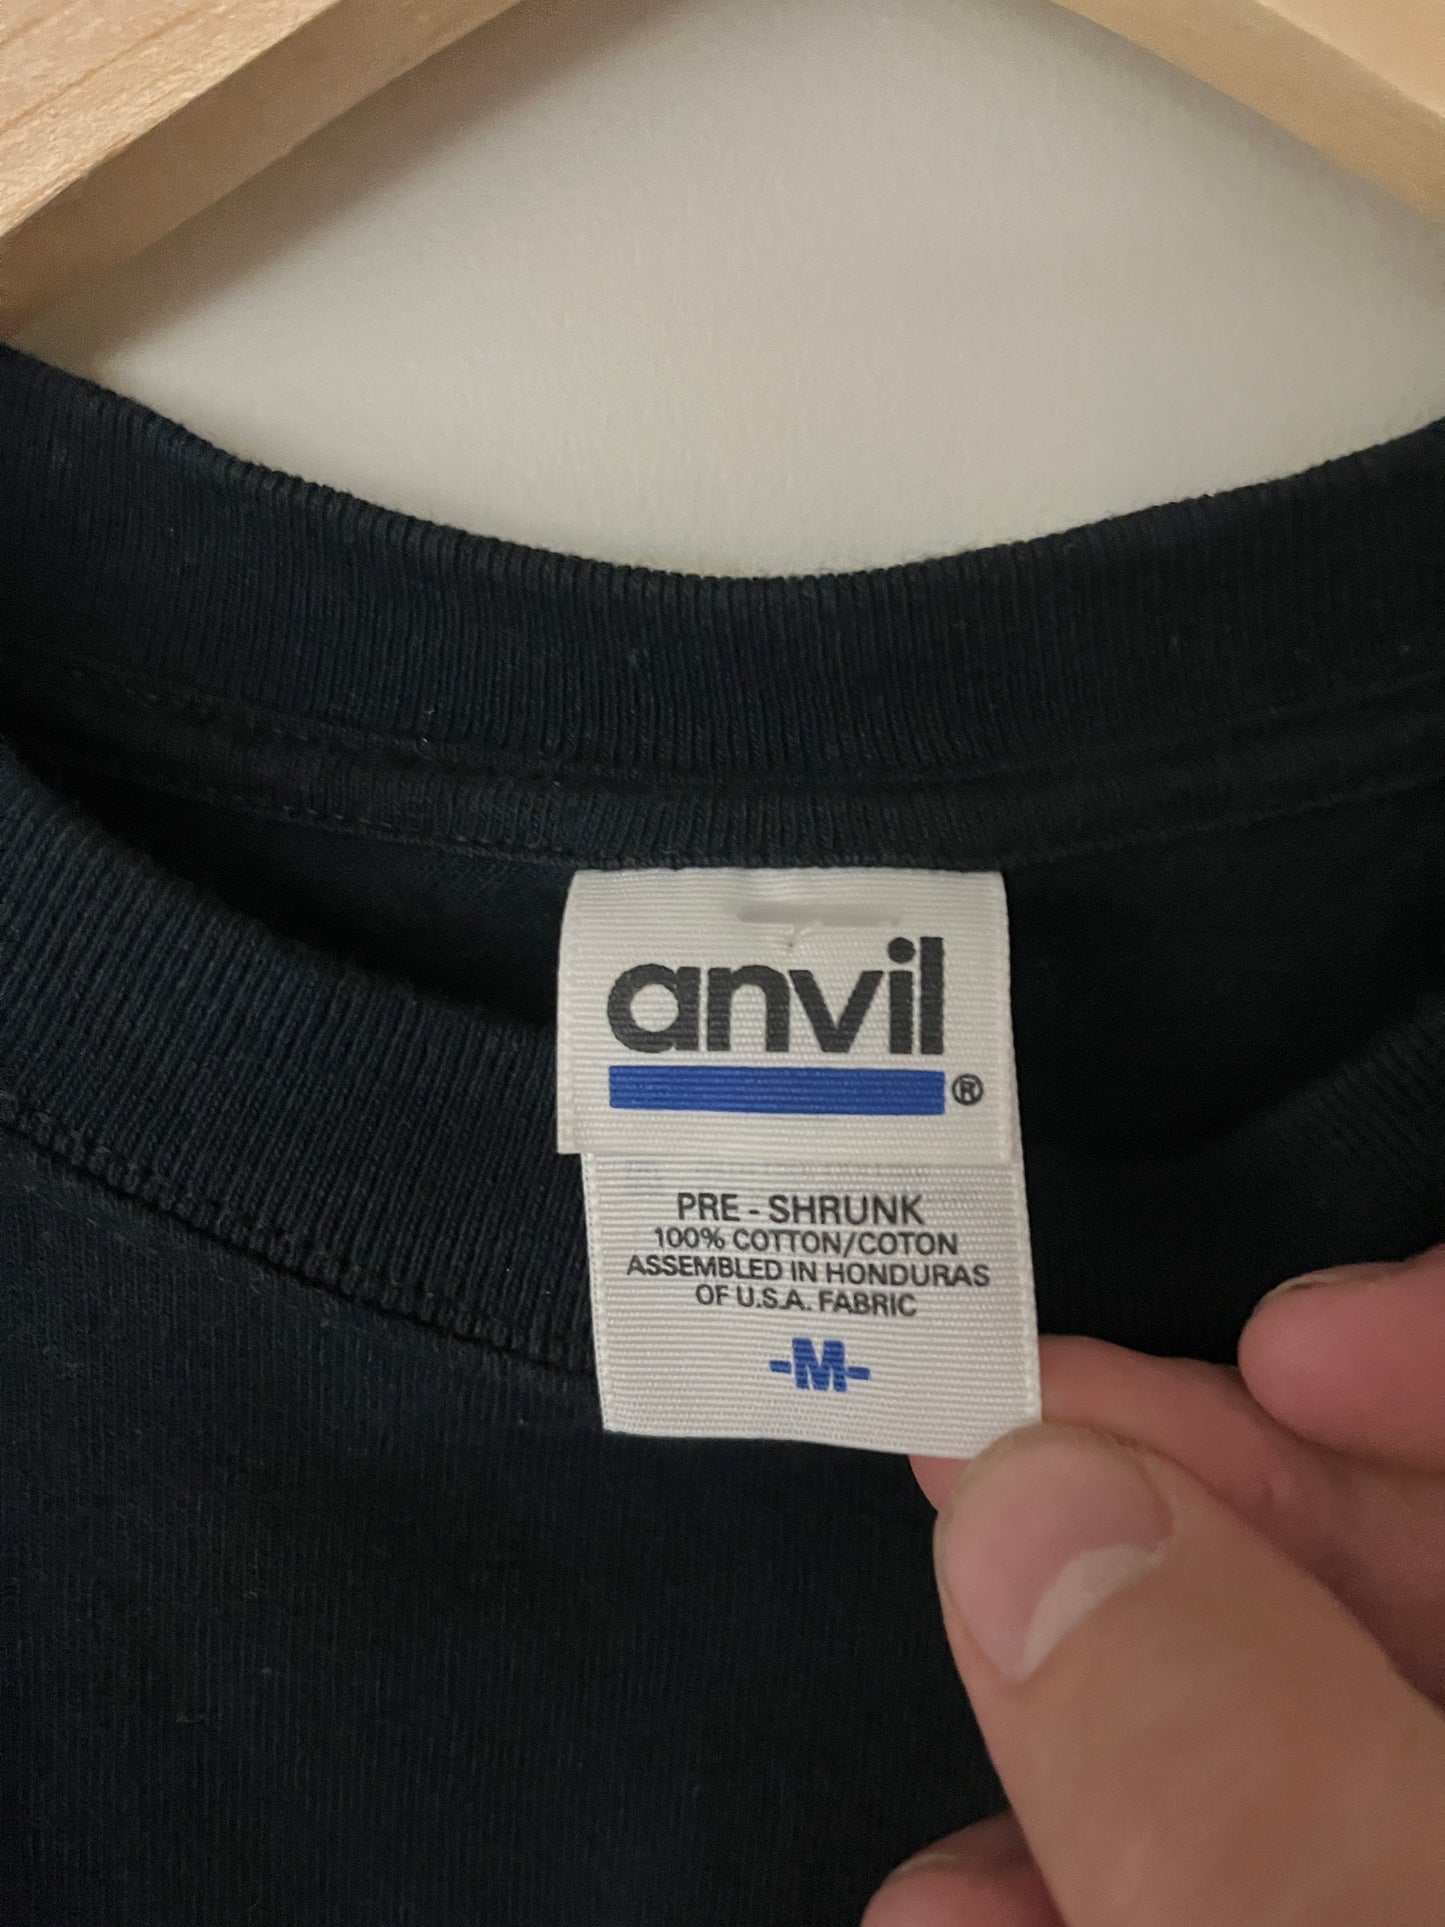 anvil
®
PRE-SHRUNK
100% COTTON/COTON
ASSEMBLED IN HONDURAS
OF U.S.A. FABRIC
-M-